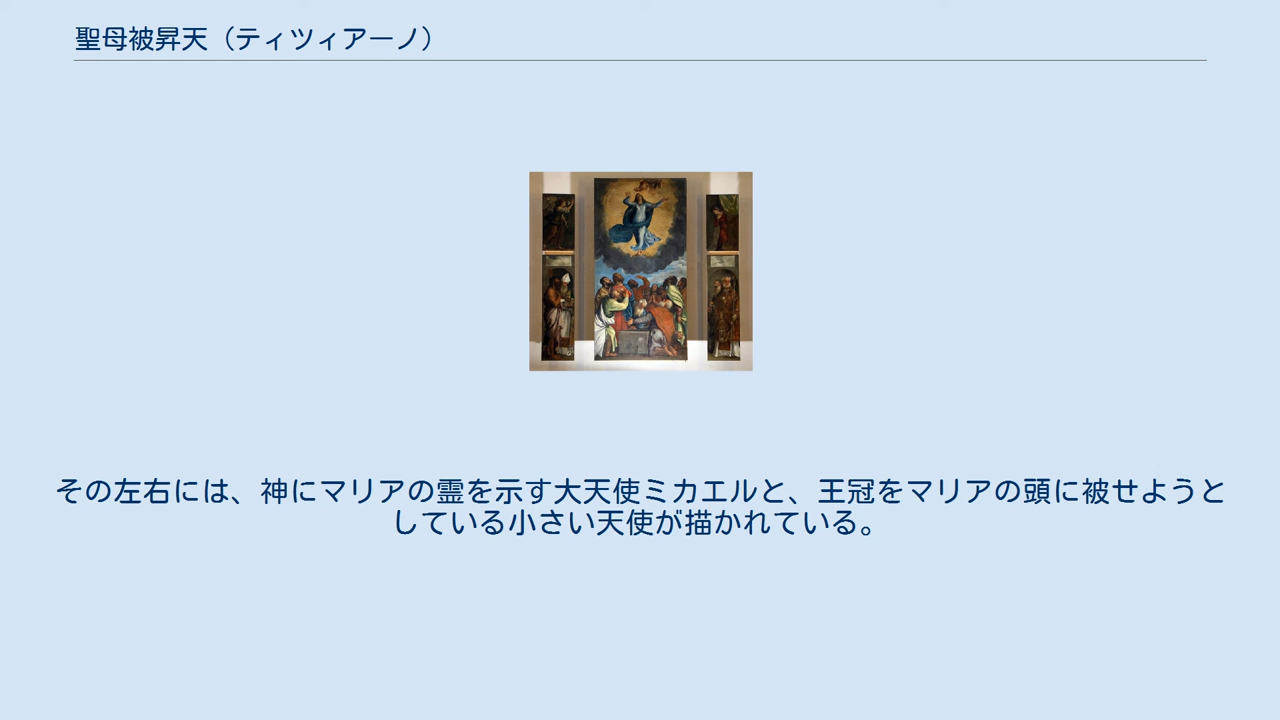 聖母被昇天（ティツィアーノ）
その左右には、神にマリアの霊を示す大天使ミカエルと、王冠をマリアの頭に被せようと
している小さい天使が描かれている。